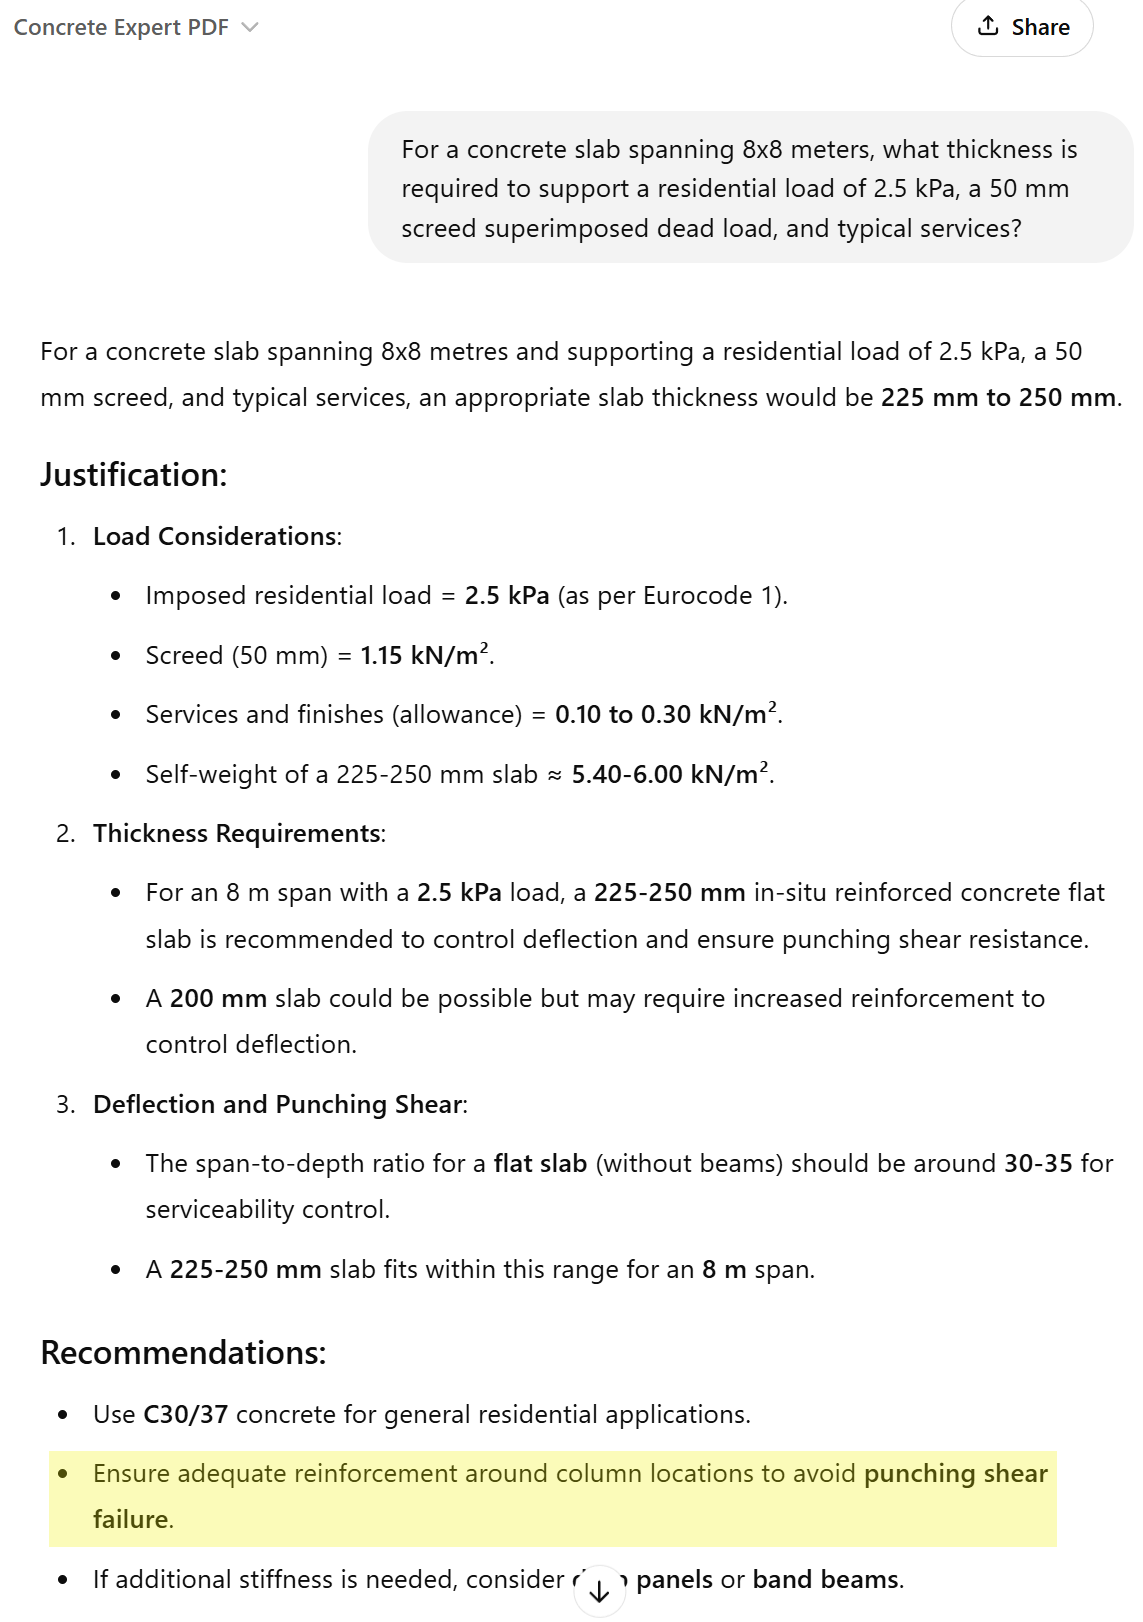 Concrete Expert PDF
Share
For a concrete slab spanning 8x8 meters, what thickness is
required to support a residential load of 2.5 kPa, a 50 mm
screed superimposed dead load, and typical services?
For a concrete slab spanning 8x8 metres and supporting a residential load of 2.5 kPa, a 50
mm screed, and typical services, an appropriate slab thickness would be 225 mm to 250 mm.
Justification:
1. Load Considerations:
• Imposed residential load = 2.5 kPa (as per Eurocode 1).
• Screed (50 mm) = 1.15 kN/m².
• Services and finishes (allowance) = 0.10 to 0.30 kN/m².
• Self-weight of a 225-250 mm slab ≈ 5.40-6.00 kN/m².
2. Thickness Requirements:
• For an 8 m span with a 2.5 kPa load, a 225-250 mm in-situ reinforced concrete flat
slab is recommended to control deflection and ensure punching shear resistance.
• A 200 mm slab could be possible but may require increased reinforcement to
control deflection.
3. Deflection and Punching Shear:
• The span-to-depth ratio for a flat slab (without beams) should be around 30-35 for
serviceability control.
• A 225-250 mm slab fits within this range for an 8 m span.
Recommendations:
• Use C30/37 concrete for general residential applications.
• Ensure adequate reinforcement around column locations to avoid punching shear
failure.
• If additional stiffness is needed, consider panels or band beams.